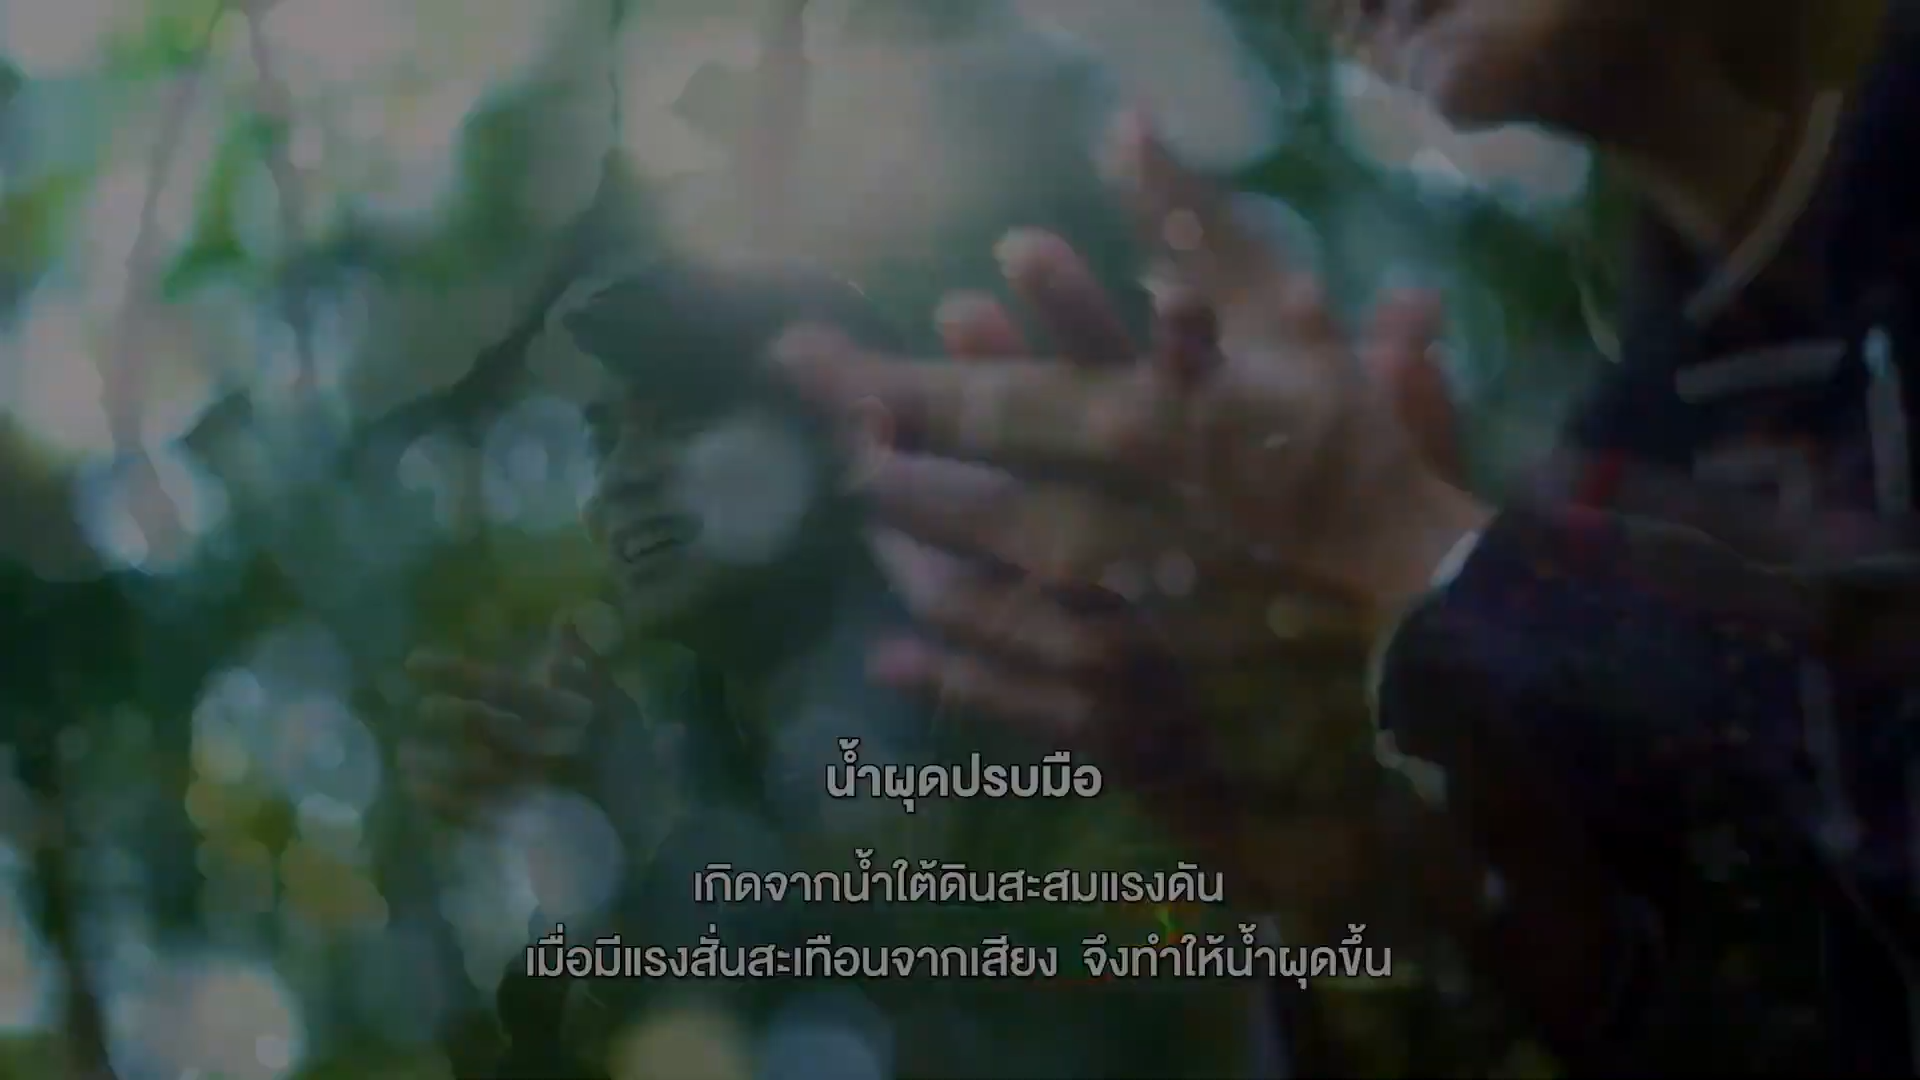 น้ำผุดปรบมือ
เกิดจากน้ำใต้ดินสะสมแรงดัน
เมื่อมีแรงสั่นสะเทือนจากเสียง จึงทำให้น้ำผุดขึ้น